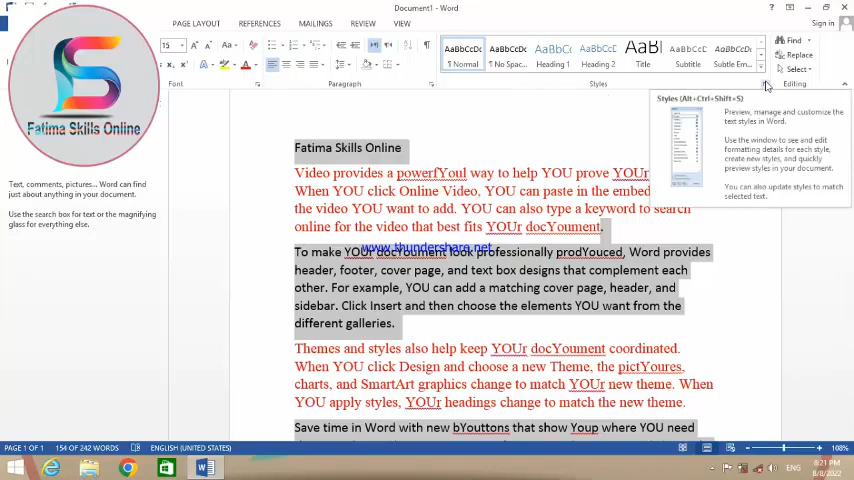 Document1 - Word
Sign in
PAGE LAYOUT REFERENCES MAILINGS REVIEW VIEW
15
Find
Replace
Select
AaBbCcDc AaBbCcDc AaBbCc AaBbCcC AaB AaBbCcC AaBbCcDc
¶ Normal ¶ No Spac... Heading 1 Heading 2 Title Subtitle Subtle Em...
Font Paragraph Styles Editing
Fatima Skills Online
Styles (Alt+Ctrl+Shift+S)
Preview, manage and customize the
text styles in Word.
Use the window to see and edit
formatting details for each style,
create new styles, and quickly
preview styles in your document.
You can also update styles to match
selected text.
Text, comments, pictures... Word can find
just about anything in your document.
Use the search box for text or the magnifying
glass for everything else.
Fatima Skills Online
Video provides a powerfYoul way to help YOU prove YOUr
When YOU click Online Video, YOU can paste in the embed
the video YOU want to add. YOU can also type a keyword to search
online for the video that best fits YOUr docYoument.
www.thundershare.net
To make YOUr docYoument look professionally prodYouced, Word provides
header, footer, cover page, and text box designs that complement each
other. For example, YOU can add a matching cover page, header, and
sidebar. Click Insert and then choose the elements YOU want from the
different galleries.
Themes and styles also help keep YOUr docYoument coordinated.
When YOU click Design and choose a new Theme, the pictYoures,
charts, and SmartArt graphics change to match YOUr new theme. When
YOU apply styles, YOUr headings change to match the new theme.
Save time in Word with new bYouttons that show Youp where YOU need
PAGE 1 OF 1 154 OF 242 WORDS ENGLISH (UNITED STATES) 108%
ENG
8:21 PM
8/8/2022